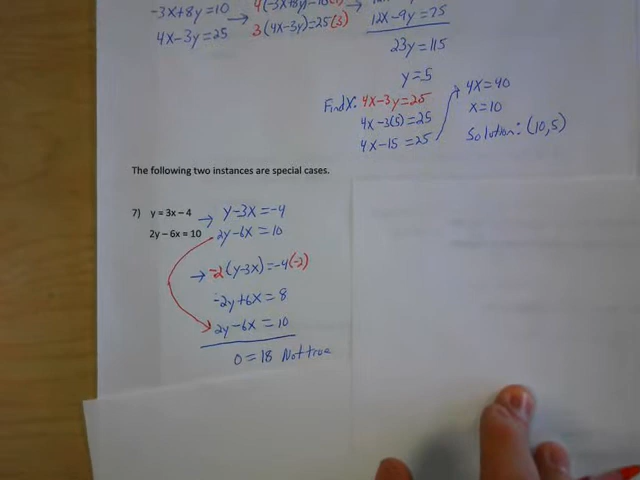 -3x+8y=10 → 4(-3x+8y=10(4) →
4x-3y=25 3(4x-3y)=25(3) 12x-9y=75
23y=115
y=5
Find x: 4x-3y=25
4x-3(5)=25
4x-15=25
4x=40
x=10
Solution: (10,5)
The following two instances are special cases.
7) y = 3x – 4 → y-3x=-4
2y – 6x = 10 2y-6x=10
→ -2(y-3x)=-4(-2)
-2y+6x=8
2y-6x=10
0=18 Not true